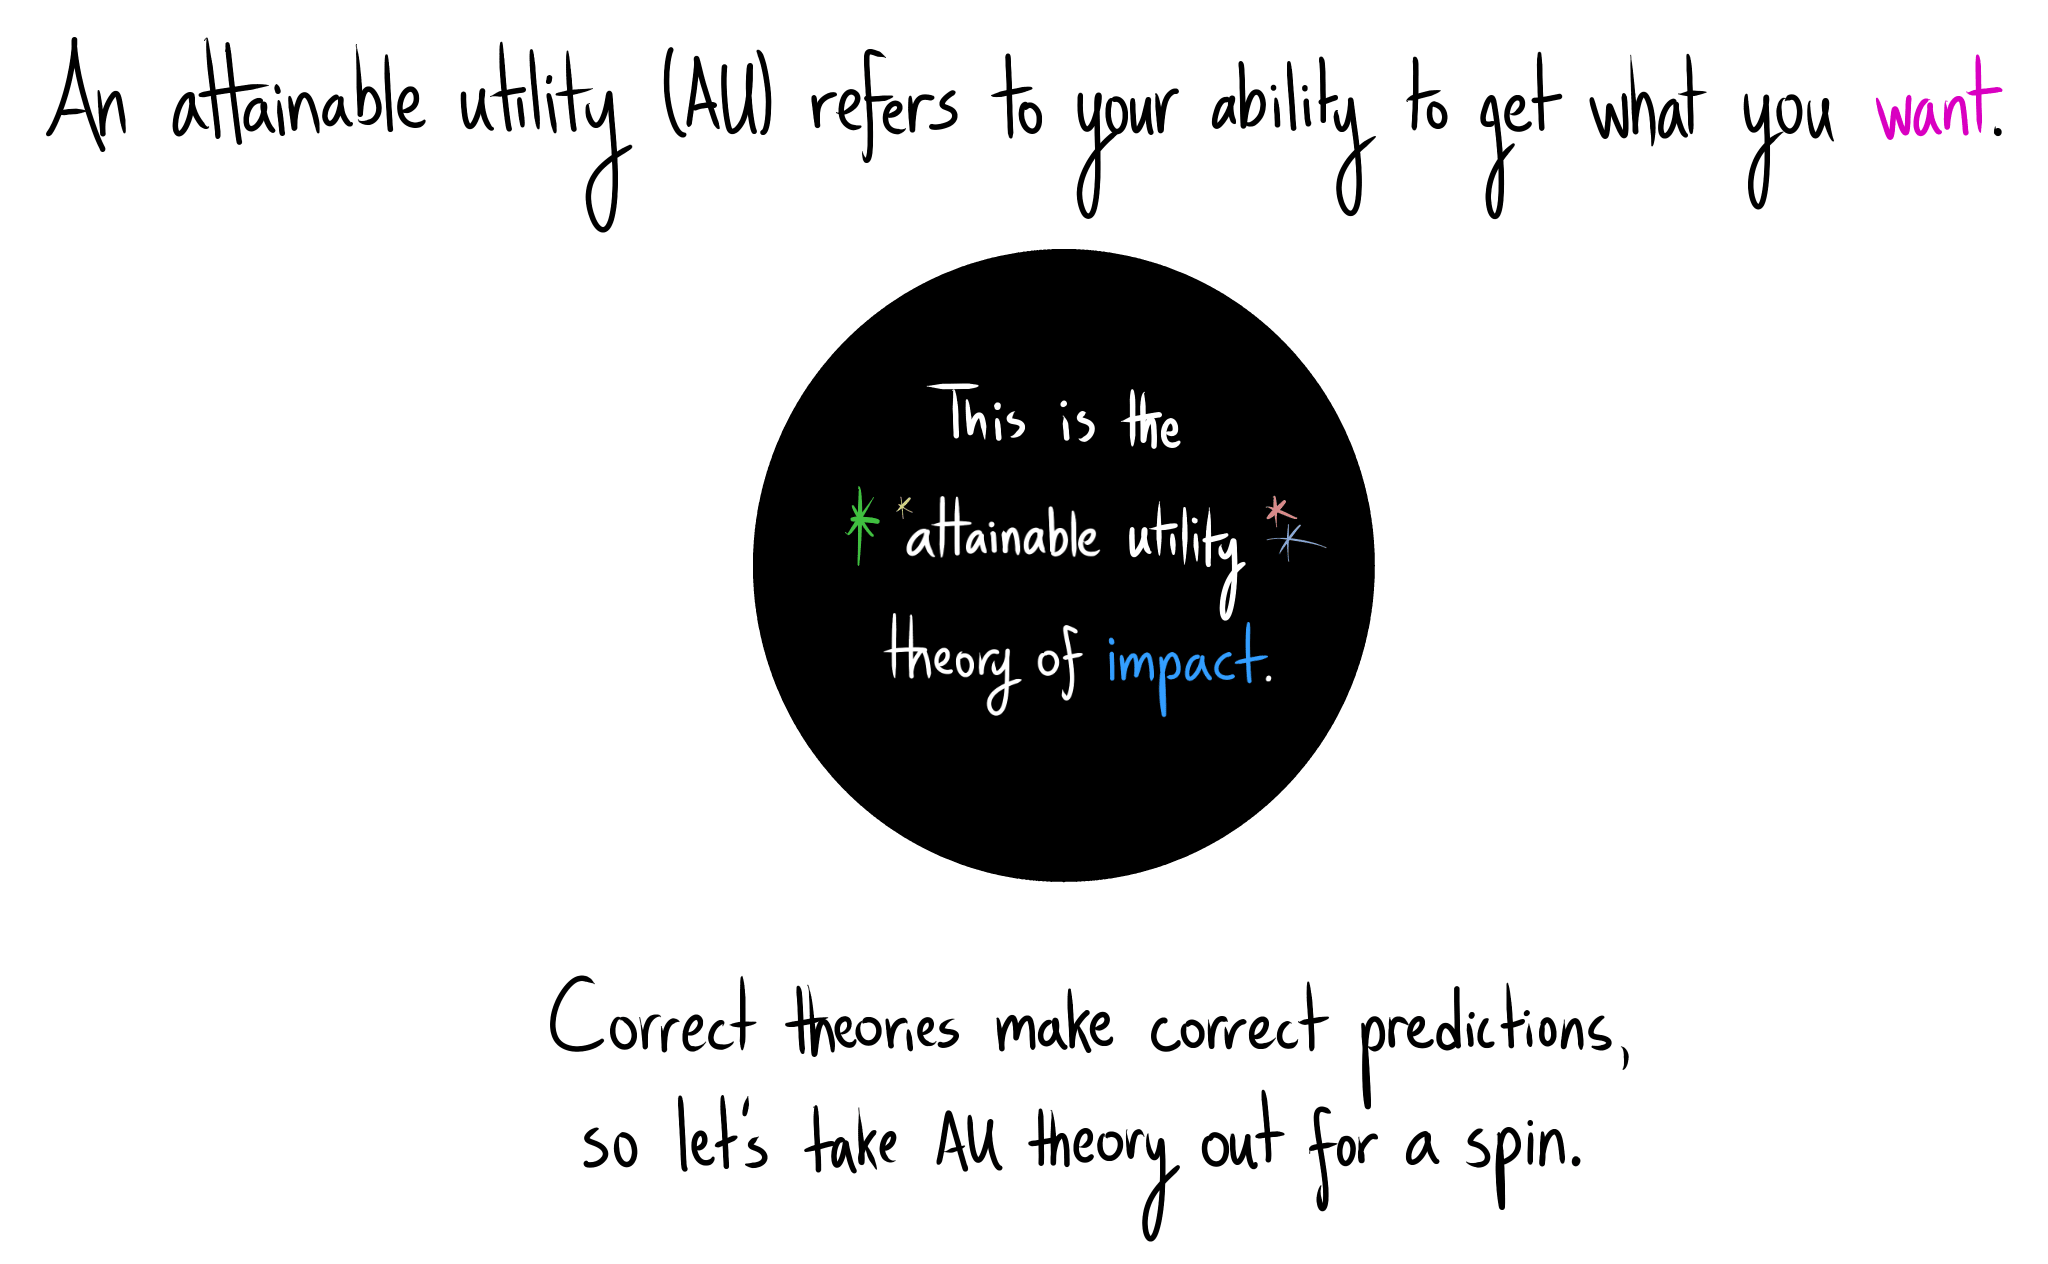 An attainable utility (AU) refers to your ability to get what you want.
This is the
attainable utility
theory of impact.
Correct theories make correct predictions,
so let's take AU theory out for a spin.